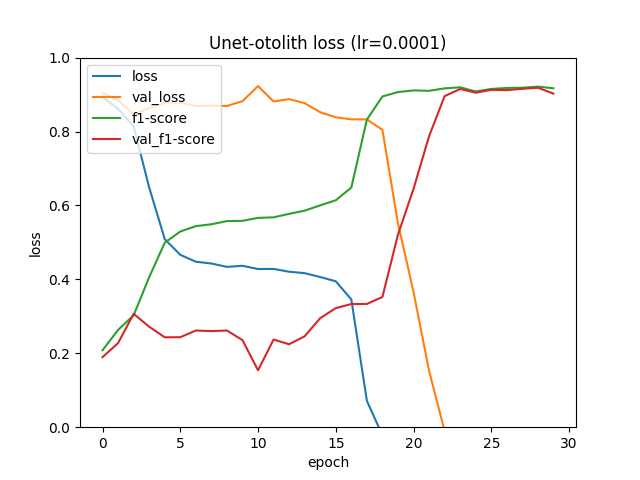 Unet-otolith loss (lr=0.0001)
loss
val_loss
f1-score
val_f1-score
1.0
0.8
0.6
0.4
0.2
0.0
loss
0 5 10 15 20 25 30
epoch